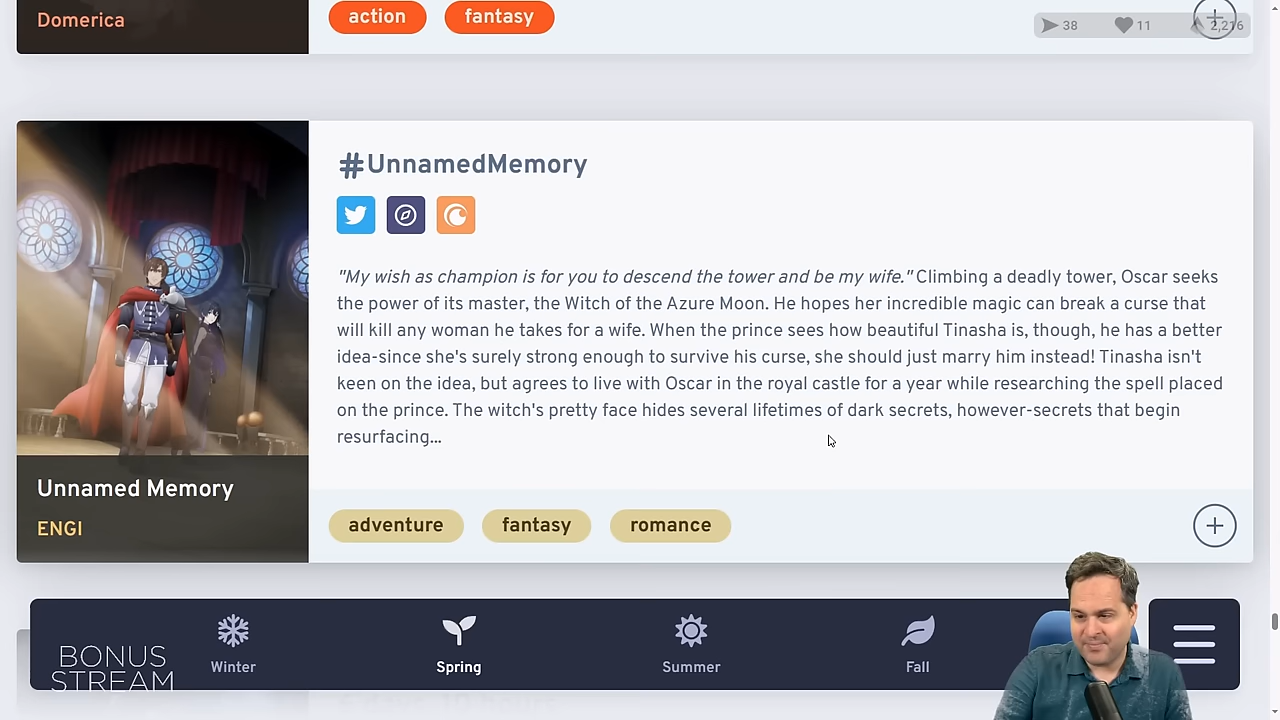 Domerica
action
fantasy
38
11
2,216
#UnnamedMemory
"My wish as champion is for you to descend the tower and be my wife." Climbing a deadly tower, Oscar seeks
the power of its master, the Witch of the Azure Moon. He hopes her incredible magic can break a curse that
will kill any woman he takes for a wife. When the prince sees how beautiful Tinasha is, though, he has a better
idea-since she's surely strong enough to survive his curse, she should just marry him instead! Tinasha isn't
keen on the idea, but agrees to live with Oscar in the royal castle for a year while researching the spell placed
on the prince. The witch's pretty face hides several lifetimes of dark secrets, however-secrets that begin
resurfacing...
Unnamed Memory
ENGI
adventure
fantasy
romance
BONUS
STREAM
Winter
Spring
Summer
Fall